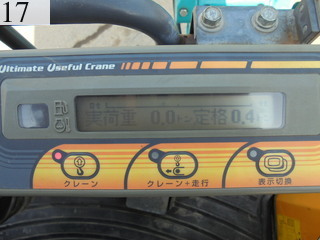 17
Ultimate Useful Crane
実荷重 0.0 定格 0.4
クレーン
クレーン+走行
表示切換